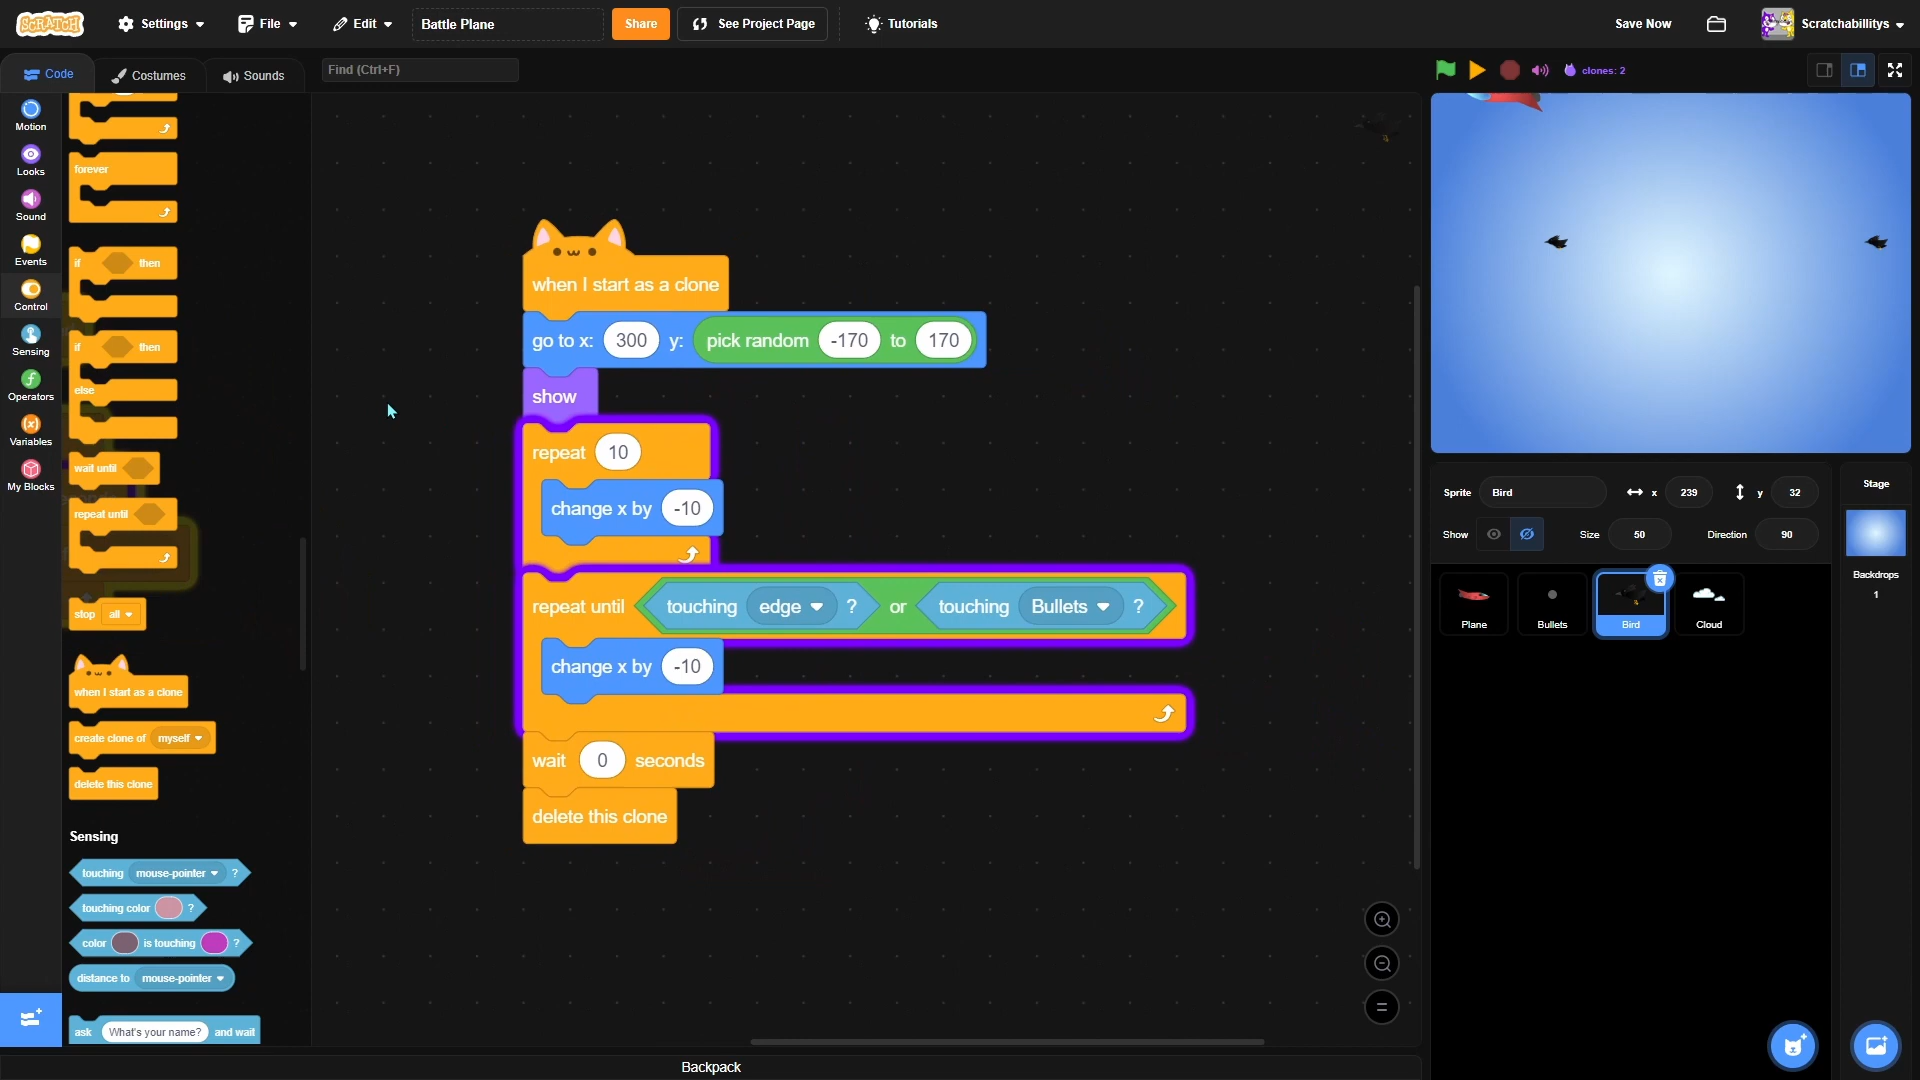 SCRATCH Settings File Edit Battle Plane Share See Project Page Tutorials Save Now Scratchabillitys
Code Costumes Sounds Find (Ctrl+F) clones: 2
Motion
Looks
Sound
Events
Control
Sensing
Operators
Variables
My Blocks
forever
if then
if then
else
wait until
repeat until
stop all
when I start as a clone
create clone of myself
delete this clone
Sensing
touching mouse-pointer ?
touching color ?
color is touching ?
distance to mouse-pointer
ask What's your name? and wait
when I start as a clone
go to x: 300 y: pick random -170 to 170
show
repeat 10
change x by -10
repeat until touching edge ? or touching Bullets ?
change x by -10
wait 0 seconds
delete this clone
Backpack
Sprite Bird x 239 y 32
Show Size 50 Direction 90
Plane Bullets Bird Cloud
Stage
Backdrops
1